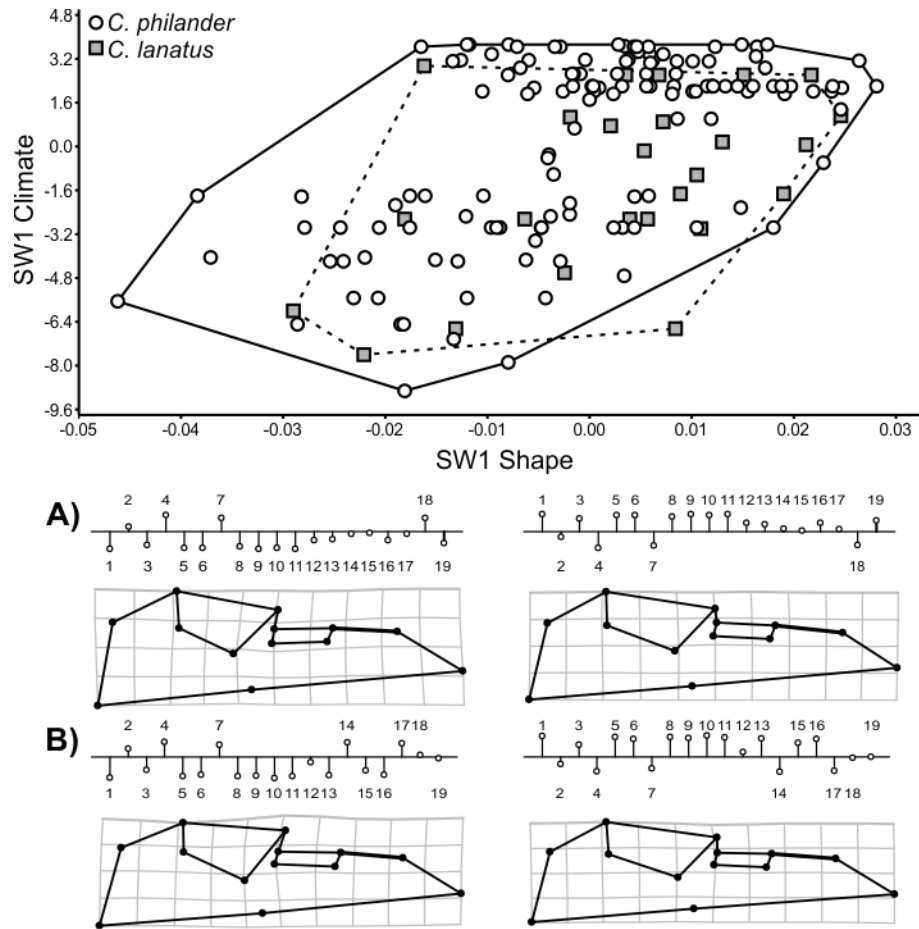 C. philander
C. lanatus
SW1 Climate
4.8
3.2
1.6
0.0
-1.6
-3.2
-4.8
-6.4
-8.0
-9.6
-0.05 -0.04 -0.03 -0.02 -0.01 0.00 0.01 0.02 0.03
SW1 Shape
A)
2 4 7 18
1 3 5 6 8 9 10 11 12 13 14 15 16 17 19
1 3 5 6 8 9 10 11 12 13 14 15 16 17 19
2 4 7 18
B)
2 4 7 14 17 18
1 3 5 6 8 9 10 11 12 13 15 16 19
1 3 5 6 8 9 10 11 12 13 15 16 19
2 4 7 14 17 18